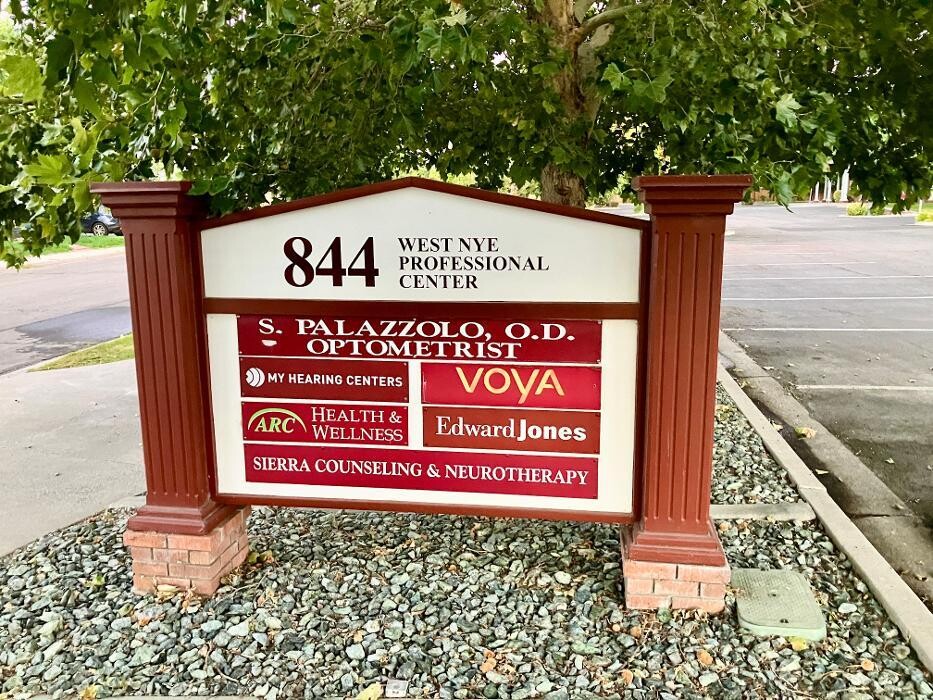 844
WEST NYE
PROFESSIONAL
CENTER
S. PALAZZOLO, O.D.
OPTOMETRIST
MY HEARING CENTERS
VOYA
ARC
HEALTH &
WELLNESS
Edward Jones
SIERRA COUNSELING & NEUROTHERAPY